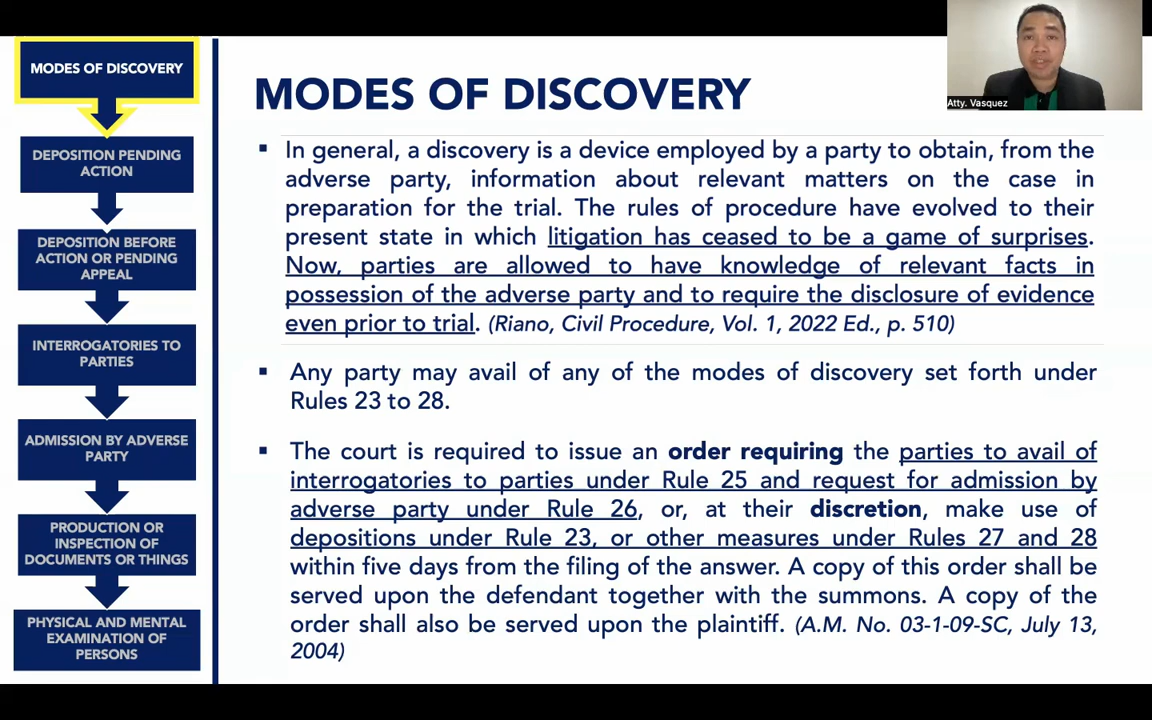 MODES OF DISCOVERY
DEPOSITION PENDING
ACTION
DEPOSITION BEFORE
ACTION OR PENDING
APPEAL
INTERROGATORIES TO
PARTIES
ADMISSION BY ADVERSE
PARTY
PRODUCTION OR
INSPECTION OF
DOCUMENTS OR THINGS
PHYSICAL AND MENTAL
EXAMINATION OF
PERSONS
MODES OF DISCOVERY
▪ In general, a discovery is a device employed by a party to obtain, from the
adverse party, information about relevant matters on the case in
preparation for the trial. The rules of procedure have evolved to their
present state in which litigation has ceased to be a game of surprises.
Now, parties are allowed to have knowledge of relevant facts in
possession of the adverse party and to require the disclosure of evidence
even prior to trial. (Riano, Civil Procedure, Vol. 1, 2022 Ed., p. 510)
▪ Any party may avail of any of the modes of discovery set forth under
Rules 23 to 28.
▪ The court is required to issue an order requiring the parties to avail of
interrogatories to parties under Rule 25 and request for admission by
adverse party under Rule 26, or, at their discretion, make use of
depositions under Rule 23, or other measures under Rules 27 and 28
within five days from the filing of the answer. A copy of this order shall be
served upon the defendant together with the summons. A copy of the
order shall also be served upon the plaintiff. (A.M. No. 03-1-09-SC, July 13,
2004)
Atty. Vasquez